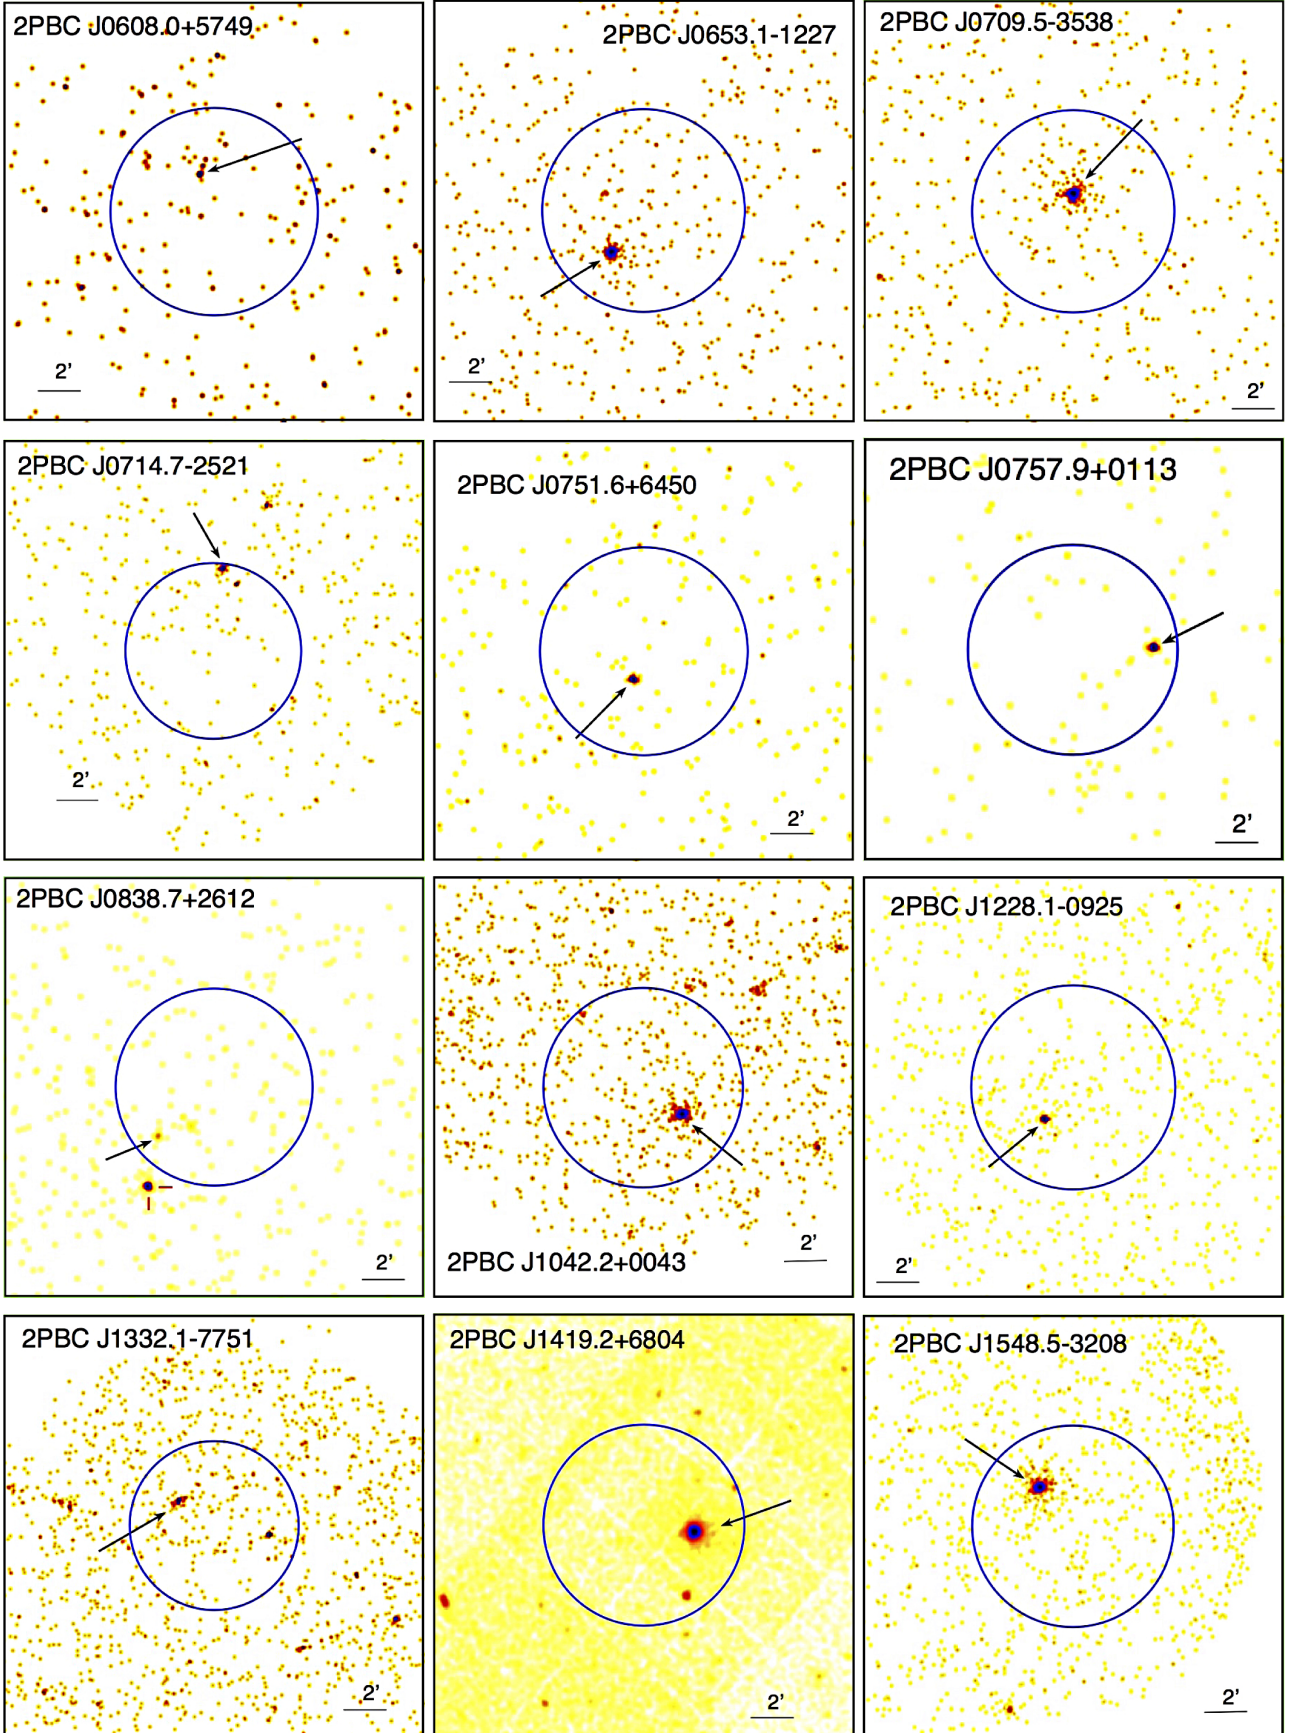 2PBC J0608.0+5749
2'
2PBC J0653.1-1227
2'
2PBC J0709.5-3538
2'
2PBC J0714.7-2521
2'
2PBC J0751.6+6450
2'
2PBC J0757.9+0113
2'
2PBC J0838.7+2612
2'
2PBC J1042.2+0043
2'
2PBC J1228.1-0925
2'
2PBC J1332.1-7751
2'
2PBC J1419.2+6804
2'
2PBC J1548.5-3208
2'